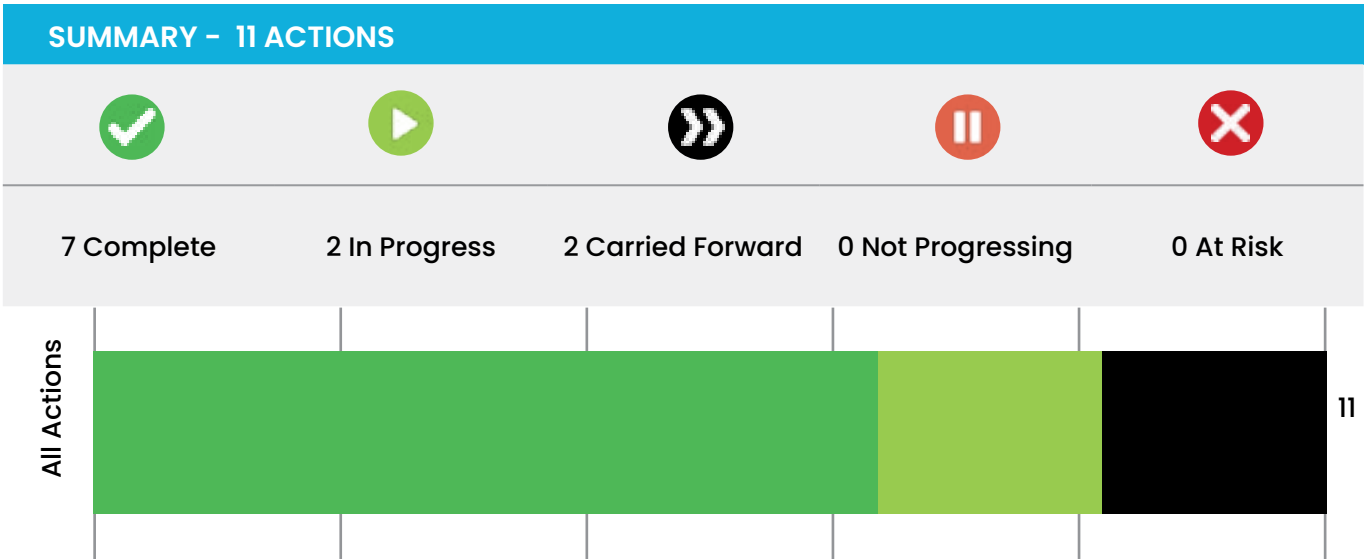 SUMMARY - 11 ACTIONS
7 Complete
2 In Progress
2 Carried Forward
0 Not Progressing
0 At Risk
All Actions
11